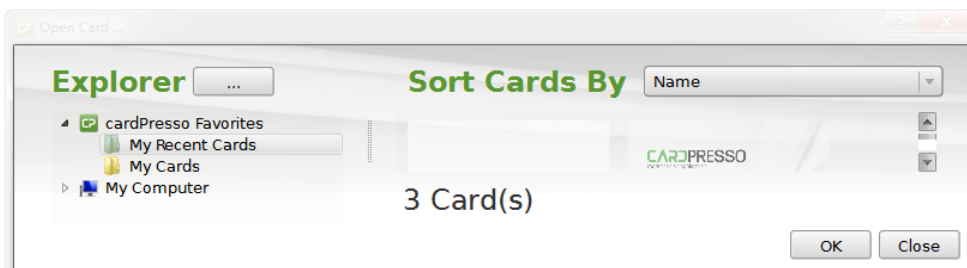 Open Card ...
Explorer ... Sort Cards By Name
cardPresso Favorites
My Recent Cards
My Cards
My Computer
CARDPRESSO
3 Card(s)
OK Close